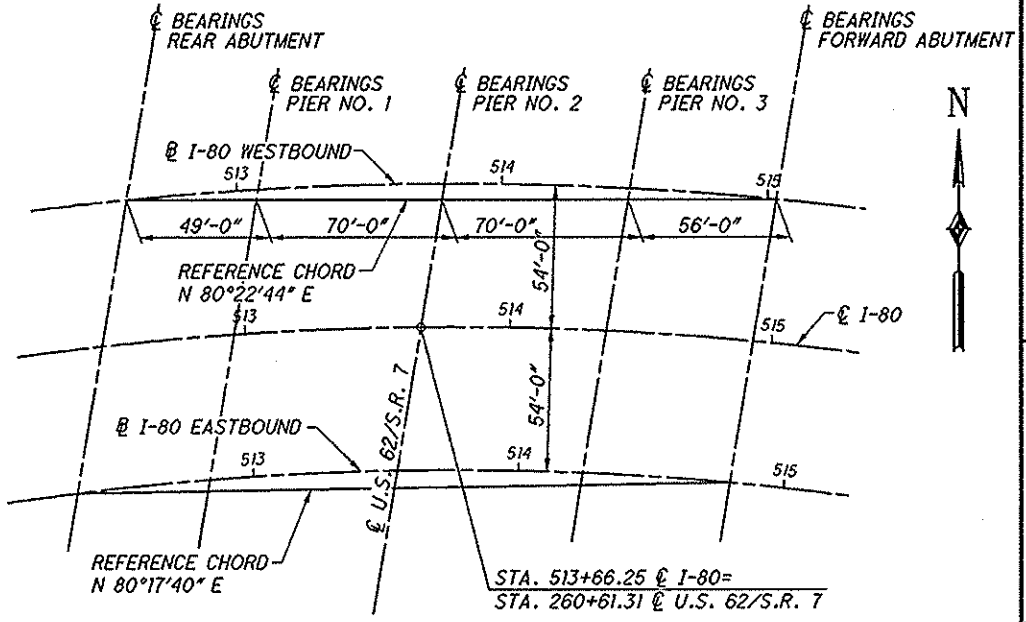 ℄ BEARINGS
REAR ABUTMENT
℄ BEARINGS
PIER NO. 1
℄ BEARINGS
PIER NO. 2
℄ BEARINGS
PIER NO. 3
℄ BEARINGS
FORWARD ABUTMENT
N
B I-80 WESTBOUND
513
514
515
49'-0"
70'-0"
70'-0"
56'-0"
REFERENCE CHORD
N 80°22'44" E
54'-0"
513
514
515
℄ I-80
54'-0"
℄ U.S. 62/S.R. 7
B I-80 EASTBOUND
513
514
515
REFERENCE CHORD
N 80°17'40" E
STA. 513+66.25 ℄ I-80=
STA. 260+61.31 ℄ U.S. 62/S.R. 7